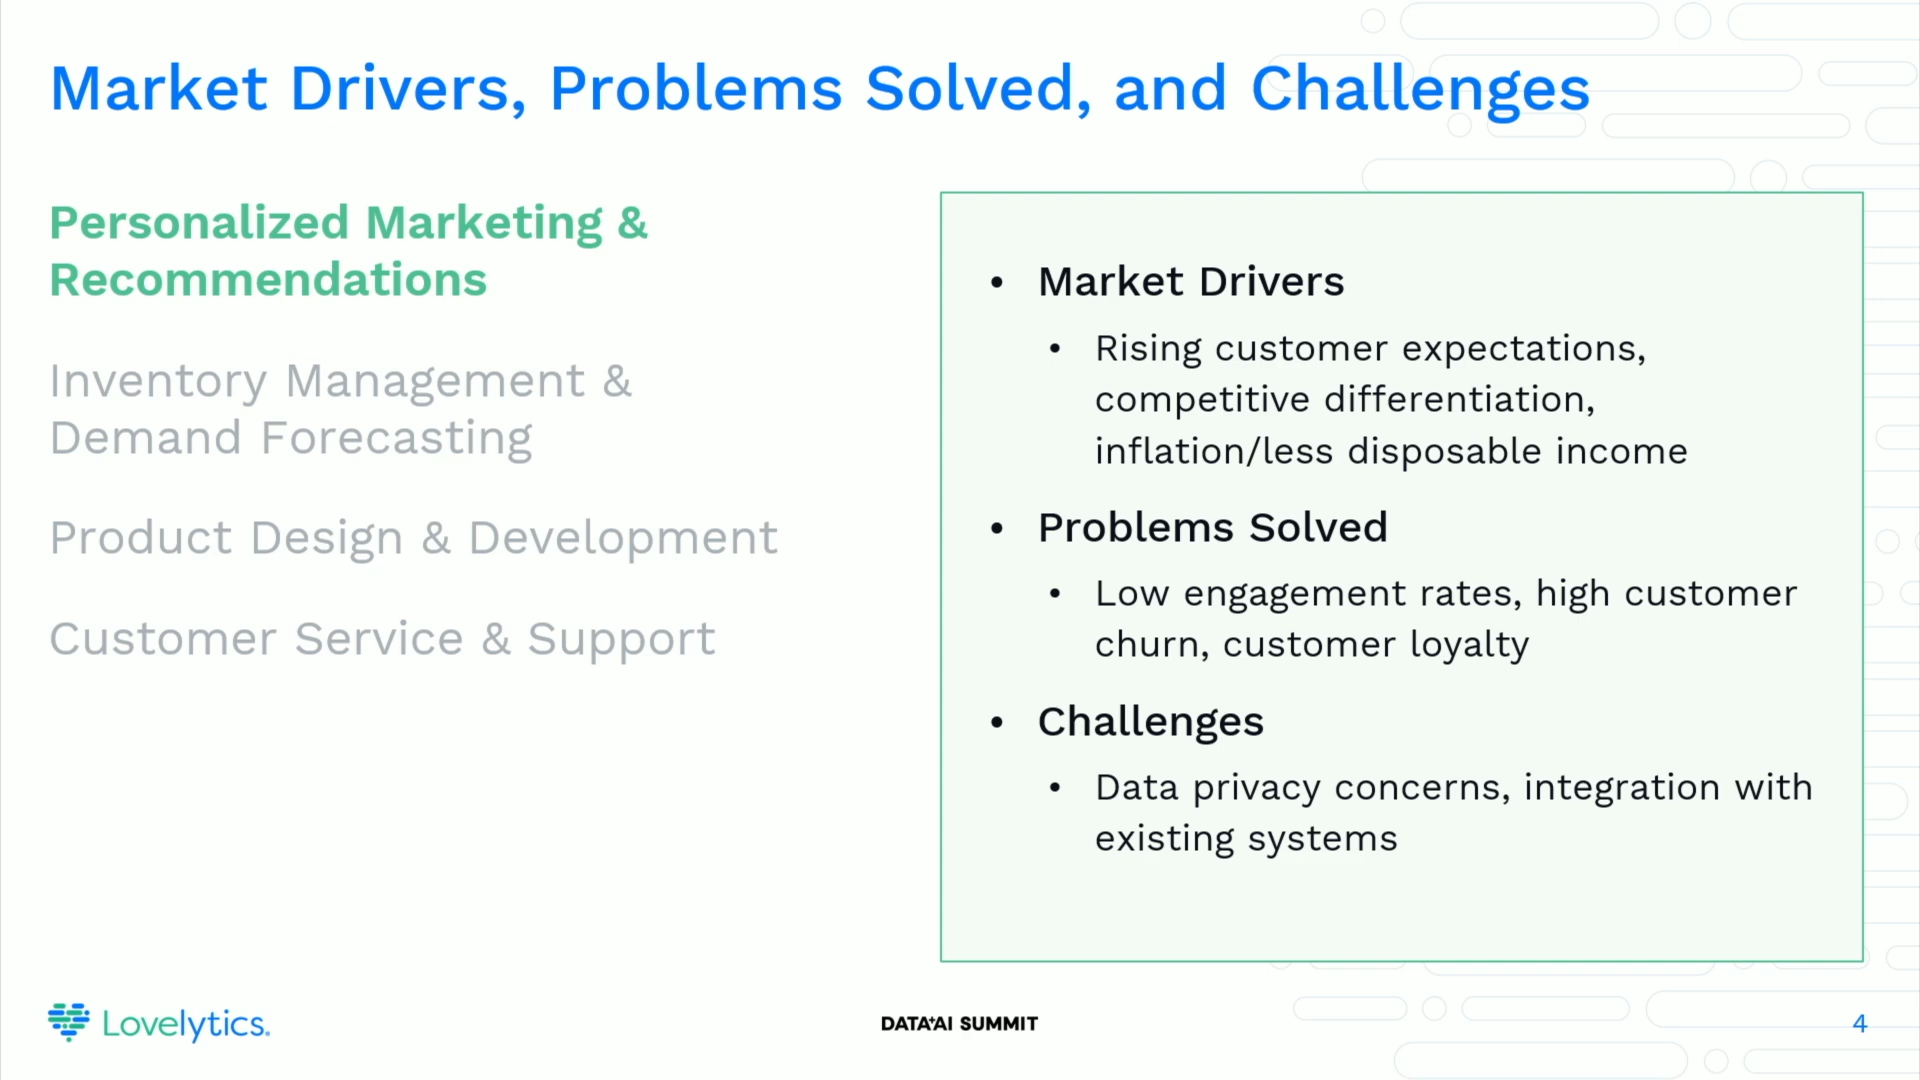 Market Drivers, Problems Solved, and Challenges
Personalized Marketing &
Recommendations
Inventory Management &
Demand Forecasting
Product Design & Development
Customer Service & Support
• Market Drivers
• Rising customer expectations,
competitive differentiation,
inflation/less disposable income
• Problems Solved
• Low engagement rates, high customer
churn, customer loyalty
• Challenges
• Data privacy concerns, integration with
existing systems
Lovelytics.
DATA+AI SUMMIT
4